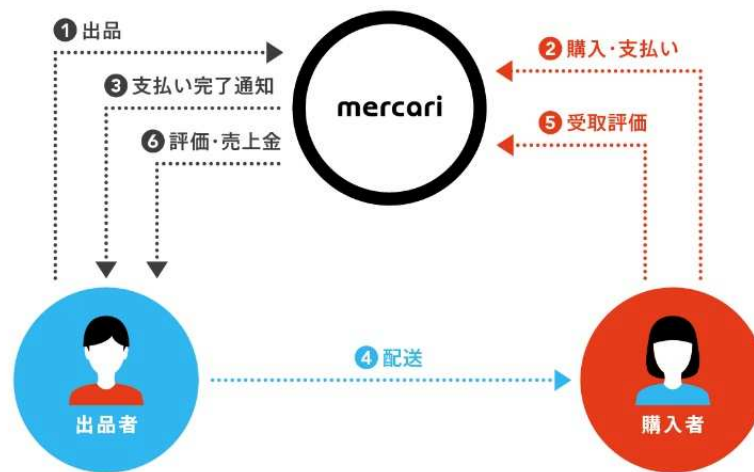 ❶出品
❷購入・支払い
❸支払い完了通知
mercari
❻評価・売上金
❺受取評価
❹配送
出品者
購入者